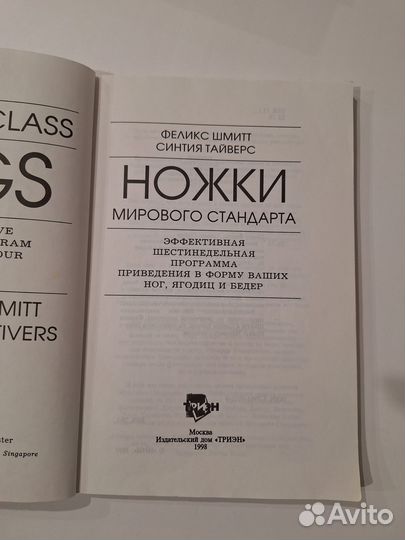 CLASS
GS
VE
RAM
OUR
MITT
TIVERS
ster
, Singapore
ФЕЛИКС ШМИТТ
СИНТИЯ ТАЙВЕРС
НОЖКИ
МИРОВОГО СТАНДАРТА
ЭФФЕКТИВНАЯ
ШЕСТИНЕДЕЛЬНАЯ
ПРОГРАММА
ПРИВЕДЕНИЯ В ФОРМУ ВАШИХ
НОГ, ЯГОДИЦ И БЕДЕР
ТРИЭН
Москва
Издательский дом «ТРИЭН»
1998
Avito